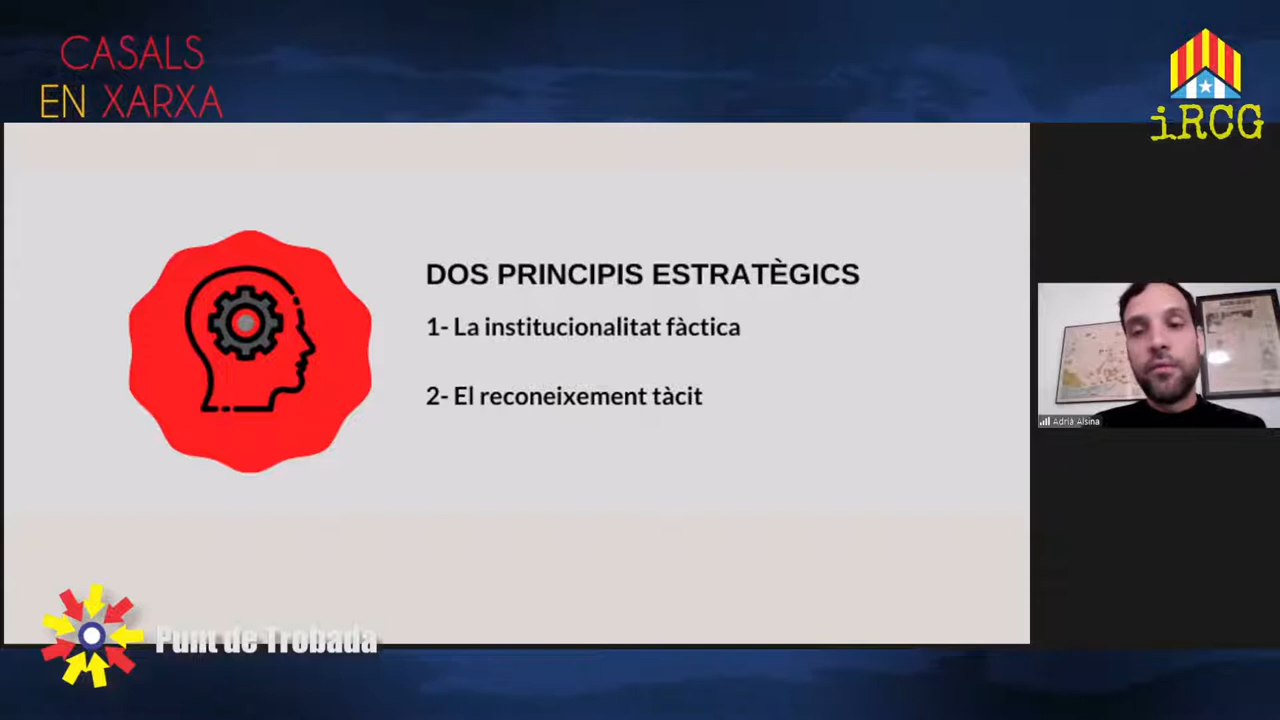 CASALS
EN XARXA
iRCG
DOS PRINCIPIS ESTRATÈGICS
1- La institucionalitat fàctica
2- El reconeixement tàcit
Adrià Alsina
Punt de Trobada